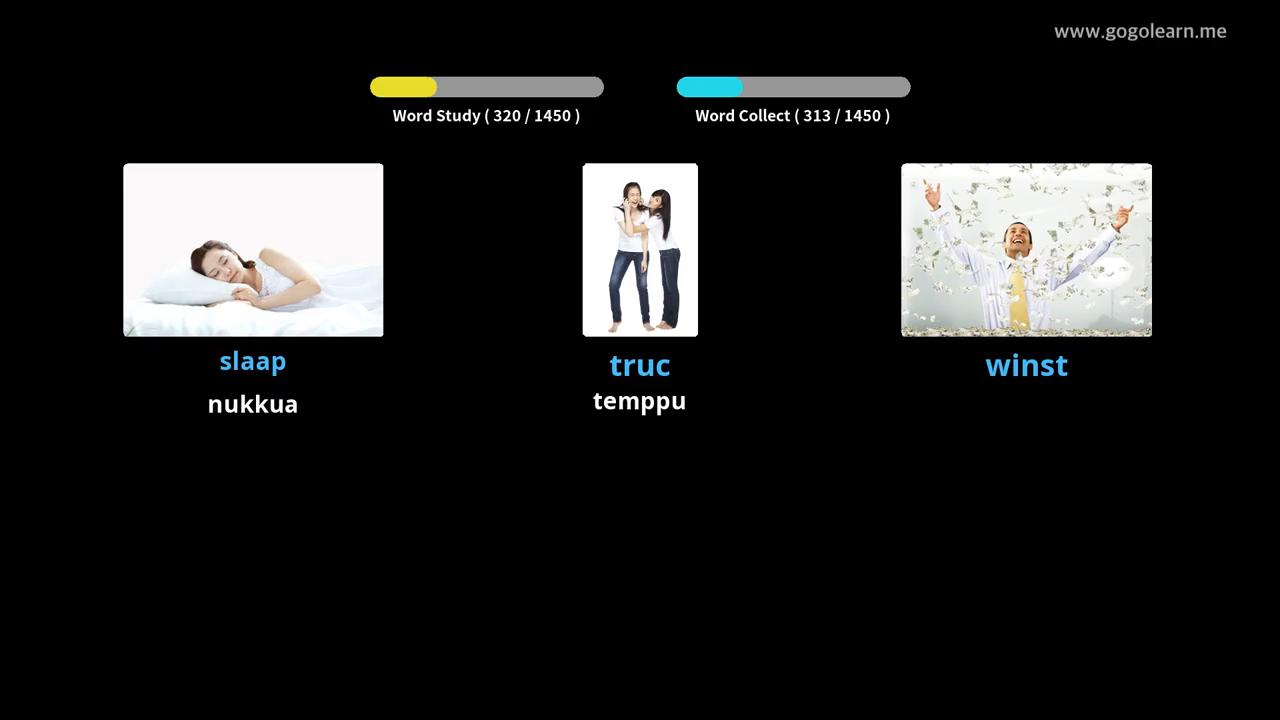 www.gogolearn.me
Word Study ( 320 / 1450 )
Word Collect ( 313 / 1450 )
slaap
truc
winst
nukkua
temppu